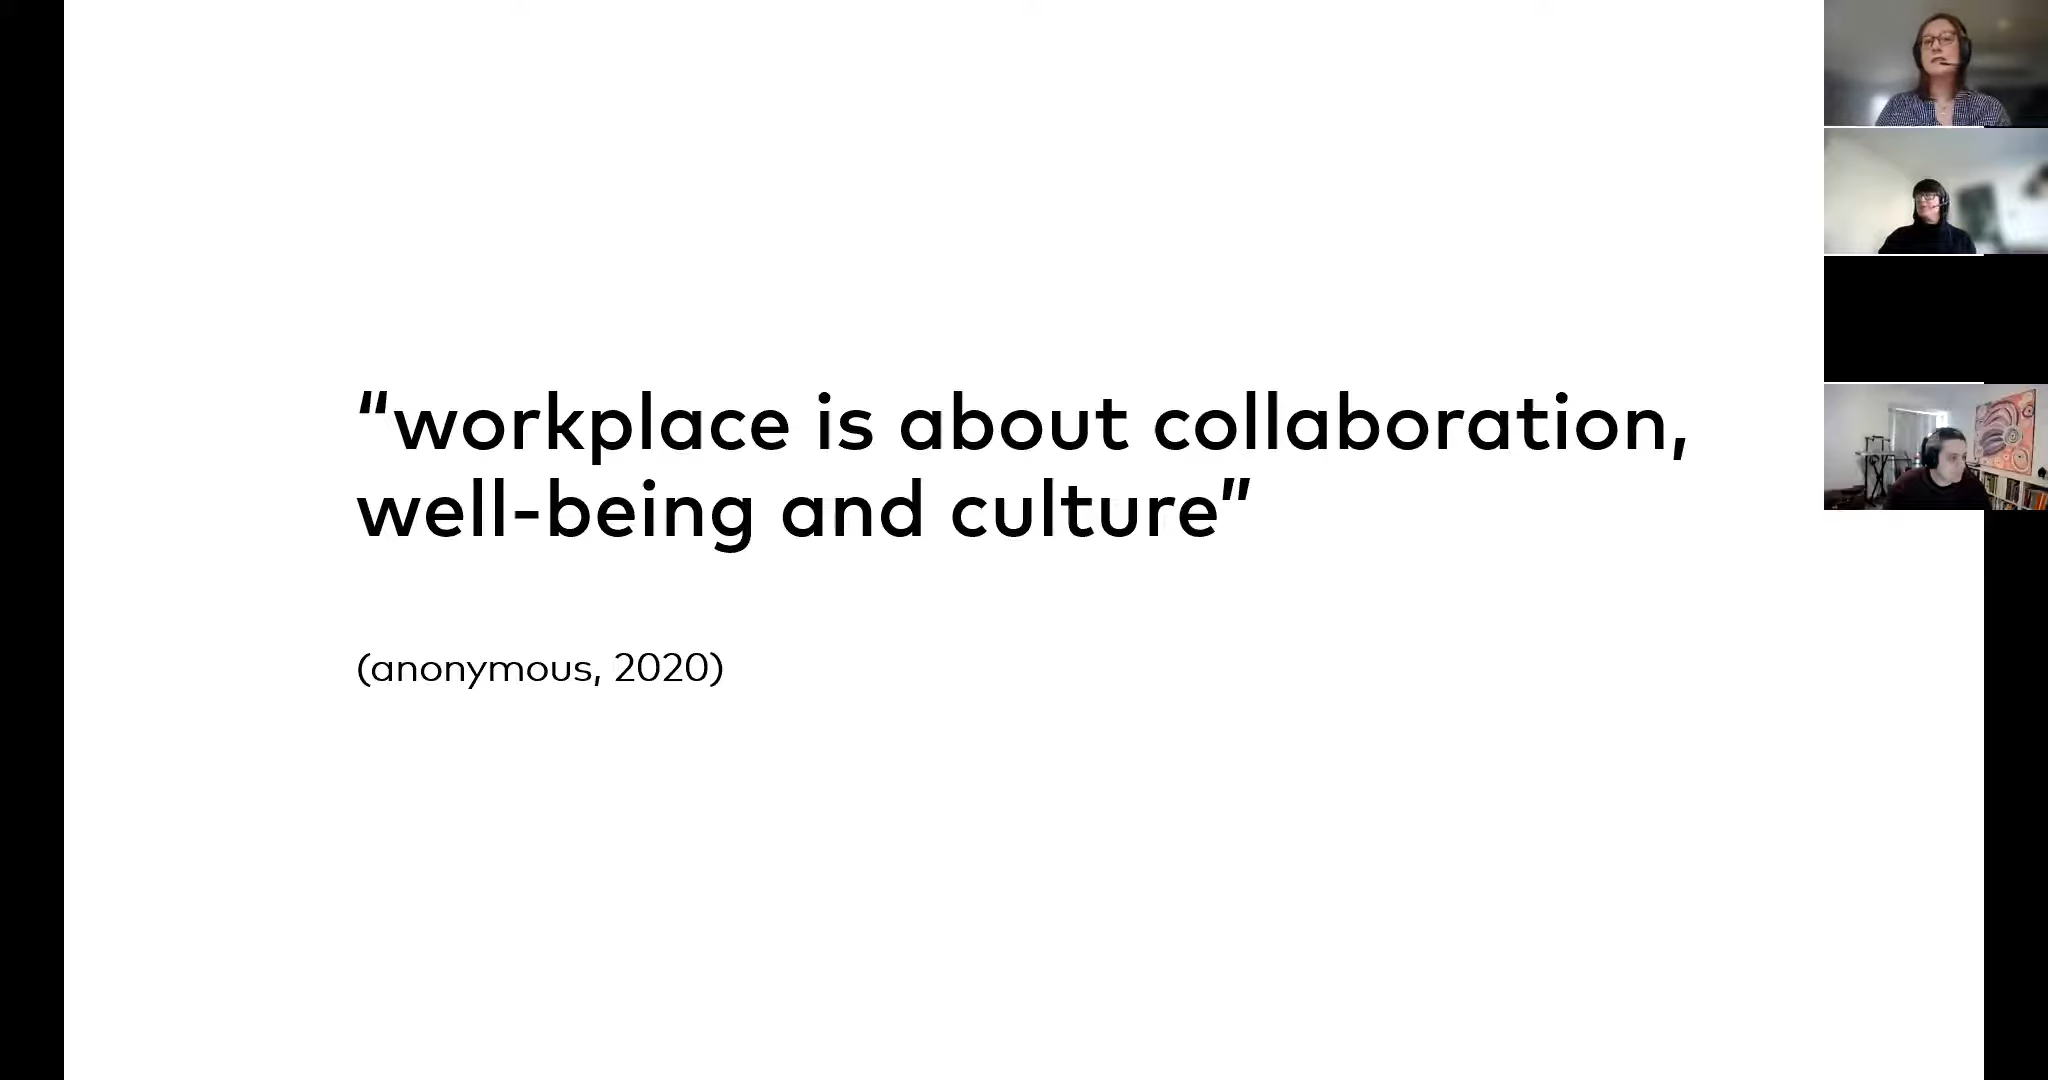 “workplace is about collaboration,
well-being and culture”
(anonymous, 2020)